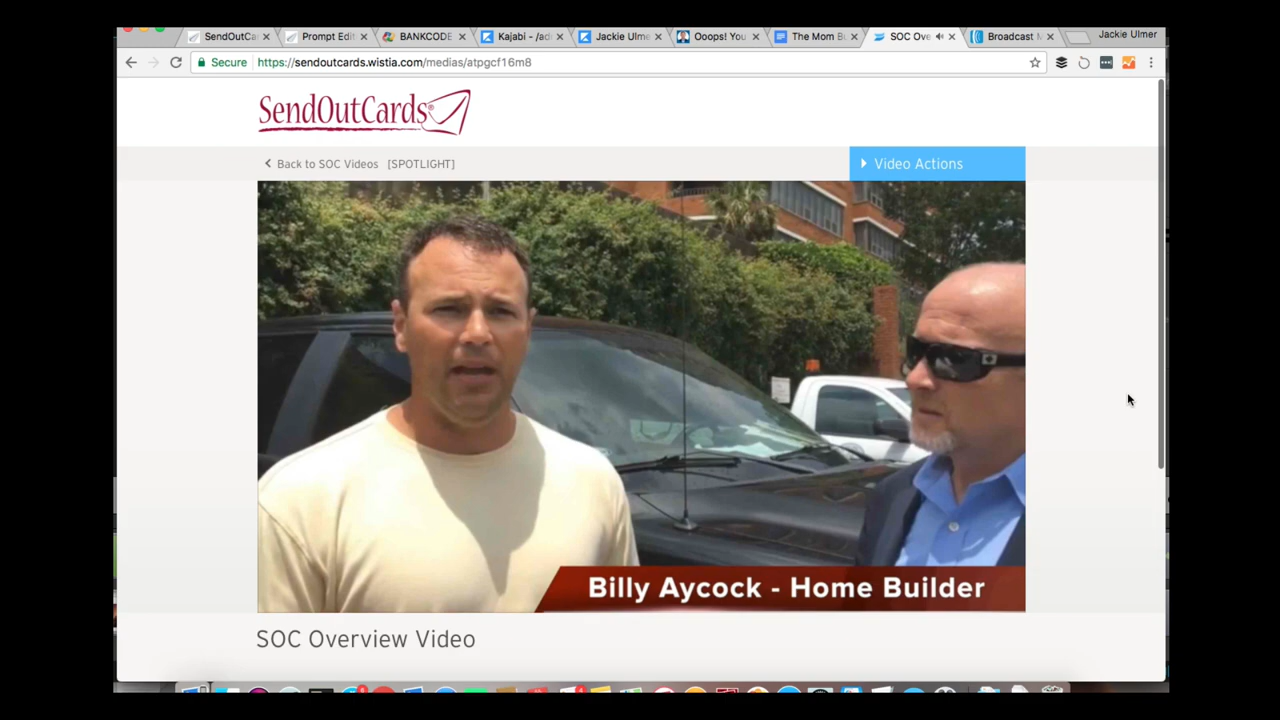 SendOutCa
Prompt Edit
BANKCODE
Kajabi - /ad
Jackie Ulme
Ooops! You
The Mom Bu
SOC Ove
Broadcast M
Jackie Ulmer
Secure https://sendoutcards.wistia.com/medias/atpgcf16m8
SendOutCards®
Back to SOC Videos [SPOTLIGHT]
Video Actions
Billy Aycock - Home Builder
SOC Overview Video